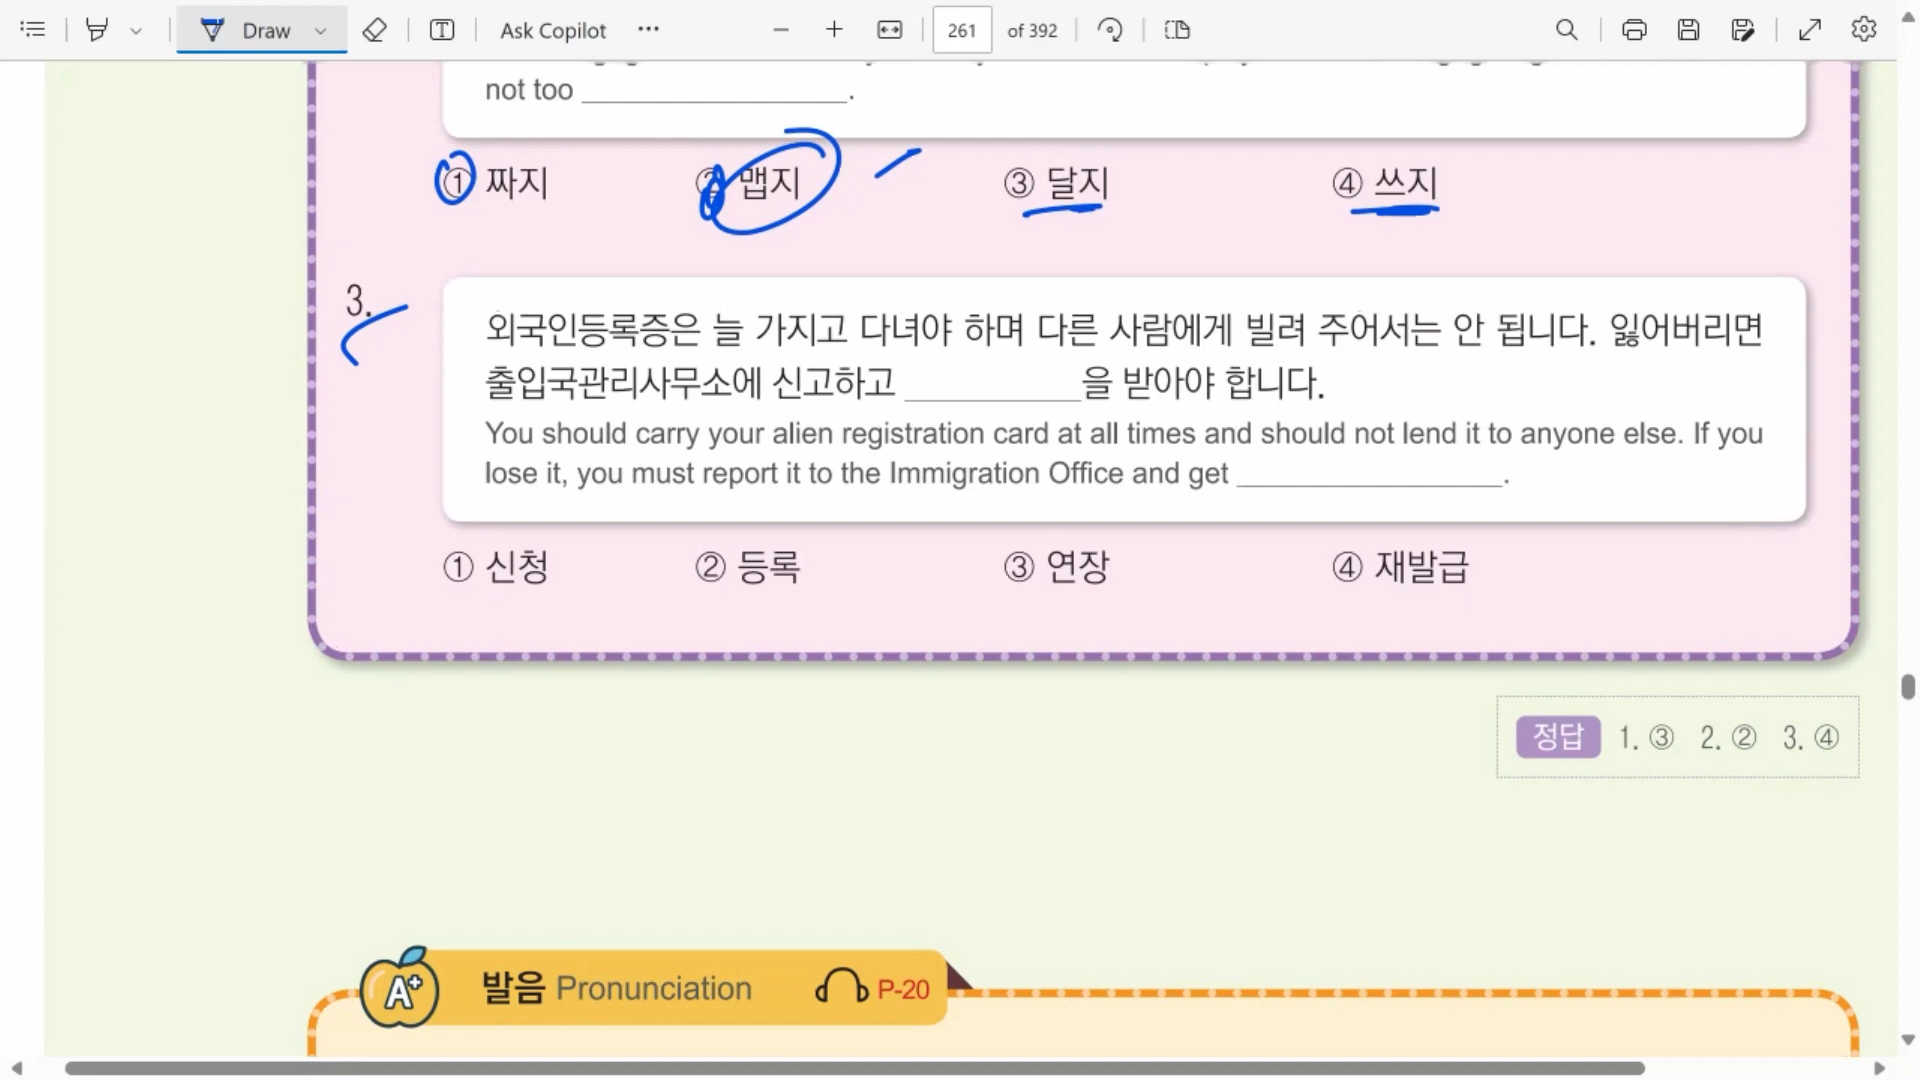 Draw
Ask Copilot
261 of 392
not too ________________.
① 짜지 ② 맵지 ③ 달지 ④ 쓰지
3.
외국인등록증은 늘 가지고 다녀야 하며 다른 사람에게 빌려 주어서는 안 됩니다. 잃어버리면
출입국관리사무소에 신고하고 ___________을 받아야 합니다.
You should carry your alien registration card at all times and should not lend it to anyone else. If you
lose it, you must report it to the Immigration Office and get ________________.
① 신청 ② 등록 ③ 연장 ④ 재발급
정답 1. ③ 2. ② 3. ④
A+ 발음 Pronunciation P-20